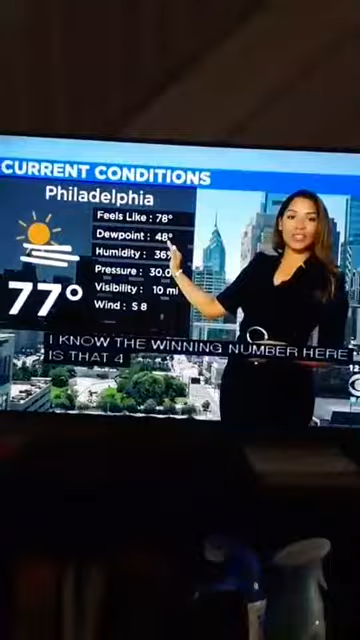 CURRENT CONDITIONS
Philadelphia
Feels Like : 78°
Dewpoint : 48°
Humidity : 36%
Pressure : 30.0
Visibility : 10 mi
Wind : S 8
77°
I KNOW THE WINNING NUMBER HERE
IS THAT 4
12